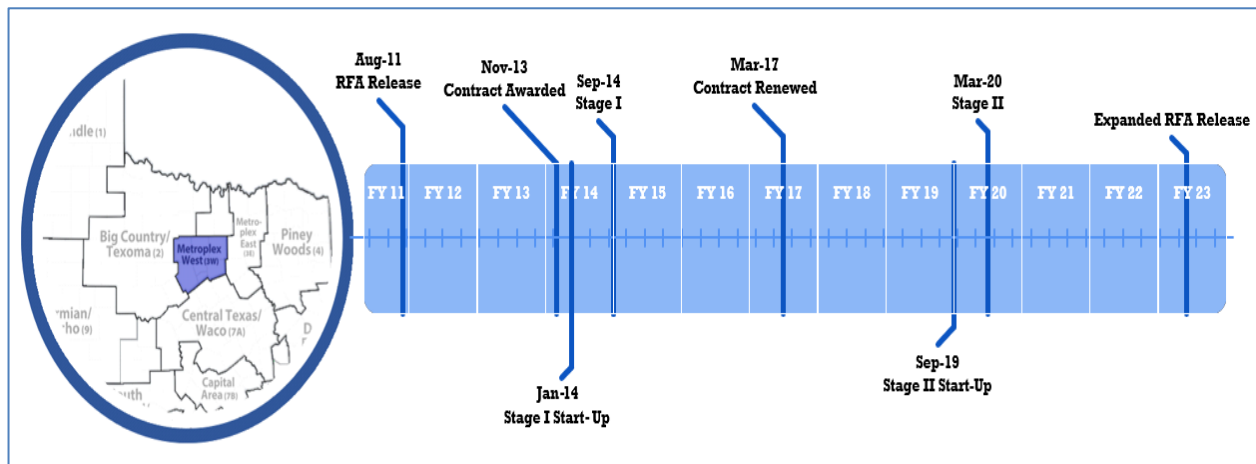 ..dle (1)
Big Country/
Texoma (2)
Metroplex
West (3W)
Metro-
plex
East
(3E)
Piney
Woods (4)
mian/
ho (9)
Central Texas/
Waco (7A)
D
Capital
Area (7B)
uth
Aug-11
RFA Release
Nov-13
Contract Awarded
Sep-14
Stage I
Mar-17
Contract Renewed
Mar-20
Stage II
Expanded RFA Release
FY 11
FY 12
FY 13
FY 14
FY 15
FY 16
FY 17
FY 18
FY 19
FY 20
FY 21
FY 22
FY 23
Jan-14
Stage I Start-Up
Sep-19
Stage II Start-Up